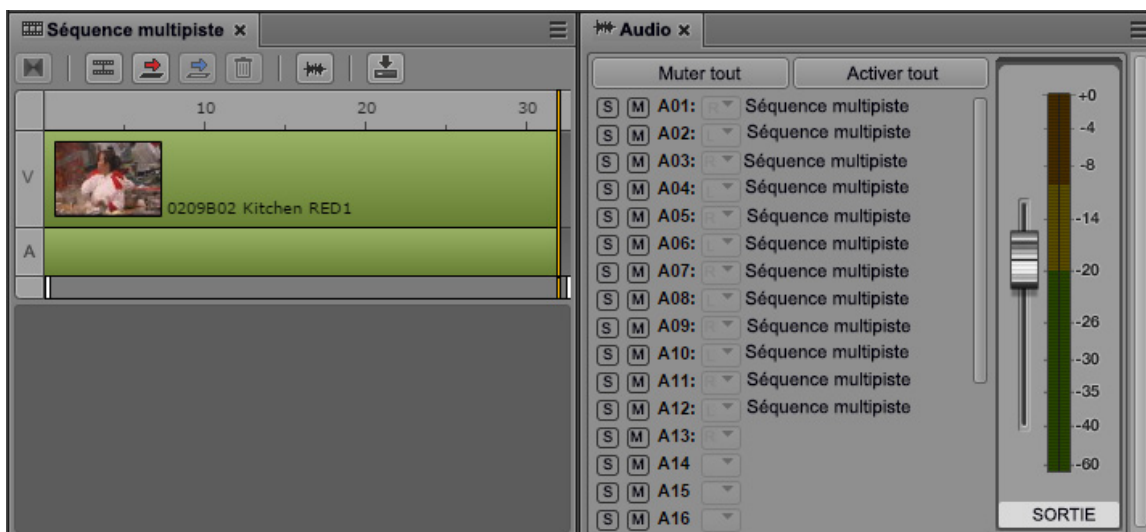 Séquence multipiste ×
10 20 30
V
0209B02 Kitchen RED1
A
Audio ×
Muter tout Activer tout
S M A01: R Séquence multipiste
S M A02: L Séquence multipiste
S M A03: R Séquence multipiste
S M A04: L Séquence multipiste
S M A05: R Séquence multipiste
S M A06: L Séquence multipiste
S M A07: R Séquence multipiste
S M A08: L Séquence multipiste
S M A09: R Séquence multipiste
S M A10: L Séquence multipiste
S M A11: R Séquence multipiste
S M A12: L Séquence multipiste
S M A13: R
S M A14
S M A15
S M A16
+0
-4
-8
-14
-20
-26
-30
-35
-40
-60
SORTIE